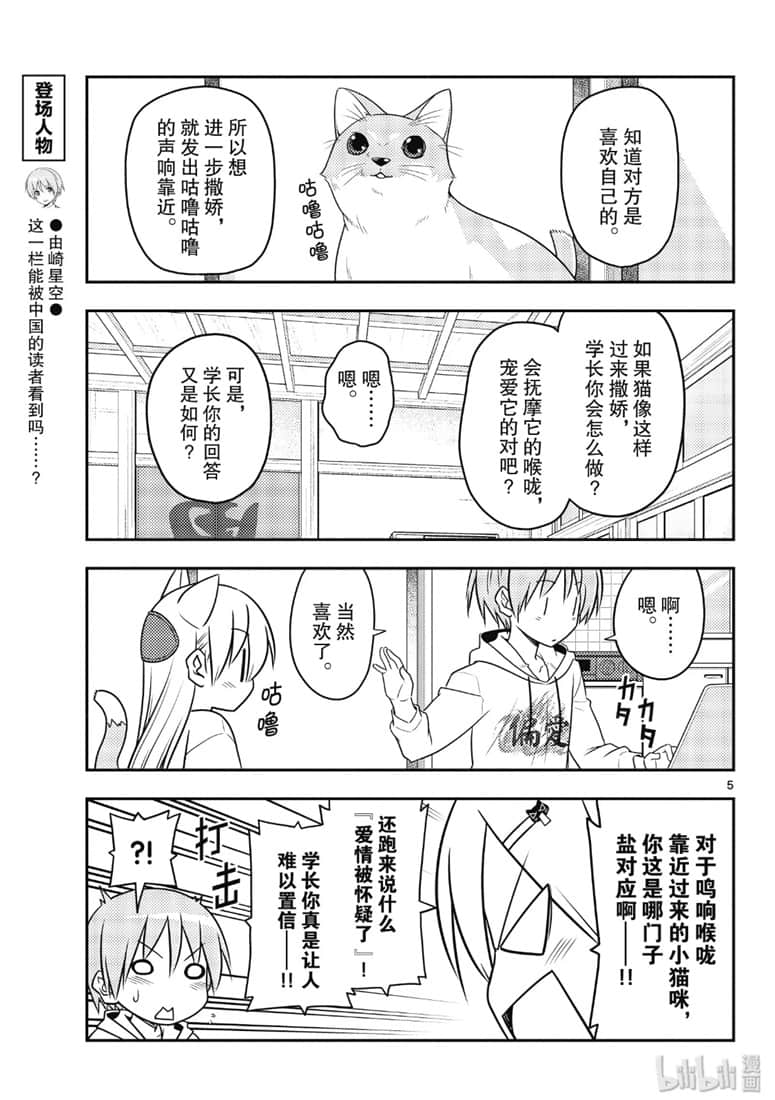 登场人物
●由崎星空●
这一栏能被中国的读者看到吗……？
知道对方是
喜欢自己的。
咕噜咕噜
所以想
进一步撒娇，
就发出咕噜咕噜
的声响靠近。
如果猫像这样
过来撒娇，
学长你会怎么做？
会抚摩它的喉咙，
宠爱它的对吧？
嗯……
嗯。
可是，
学长你的回答
又是如何？
啊……
嗯。
カタ
カタ
偏爱
当然
喜欢了。
咕噜
5
对于鸣响喉咙
靠近过来的小猫咪，
你这是哪门子
盐对应啊——!!
还跑来说什么
『爱情被怀疑了』！
学长你真是让人
难以置信——!!
打击
?!
bilibili
漫画